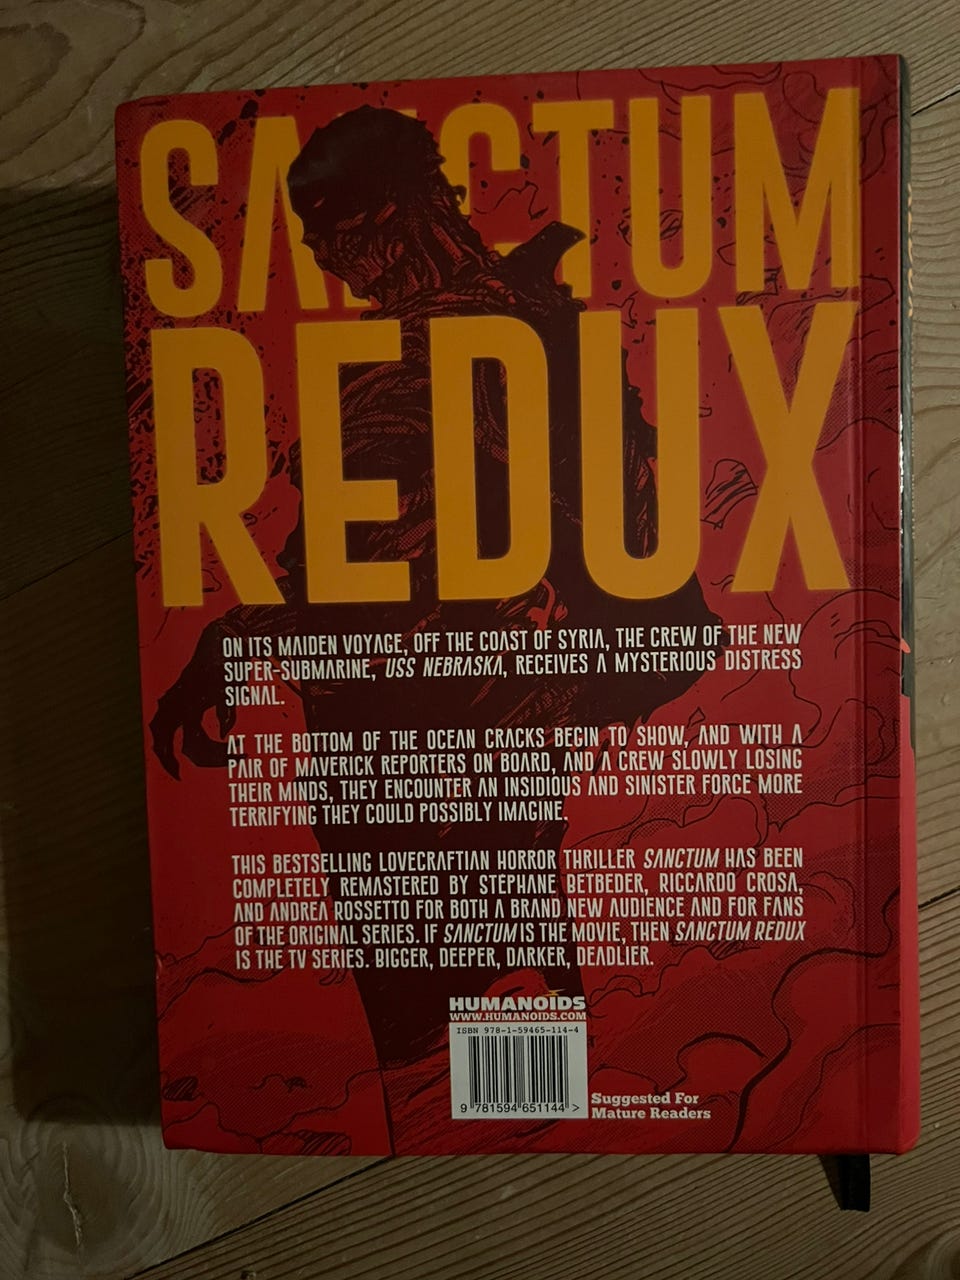 SANCTUM
REDUX
ON ITS MAIDEN VOYAGE, OFF THE COAST OF SYRIA, THE CREW OF THE NEW
SUPER-SUBMARINE, USS NEBRASKA, RECEIVES A MYSTERIOUS DISTRESS
SIGNAL.
AT THE BOTTOM OF THE OCEAN CRACKS BEGIN TO SHOW, AND WITH A
PAIR OF MAVERICK REPORTERS ON BOARD, AND A CREW SLOWLY LOSING
THEIR MINDS, THEY ENCOUNTER AN INSIDIOUS AND SINISTER FORCE MORE
TERRIFYING THEY COULD POSSIBLY IMAGINE.
THIS BESTSELLING LOVECRAFTIAN HORROR THRILLER SANCTUM HAS BEEN
COMPLETELY REMASTERED BY STÉPHANE BETBEDER, RICCARDO CROSA,
AND ANDREA ROSSETTO FOR BOTH A BRAND NEW AUDIENCE AND FOR FANS
OF THE ORIGINAL SERIES. IF SANCTUM IS THE MOVIE, THEN SANCTUM REDUX
IS THE TV SERIES. BIGGER, DEEPER, DARKER, DEADLIER.
HUMANOIDS
WWW.HUMANOIDS.COM
ISBN 978-1-59465-114-4
9 781594 651144 >
Suggested For
Mature Readers